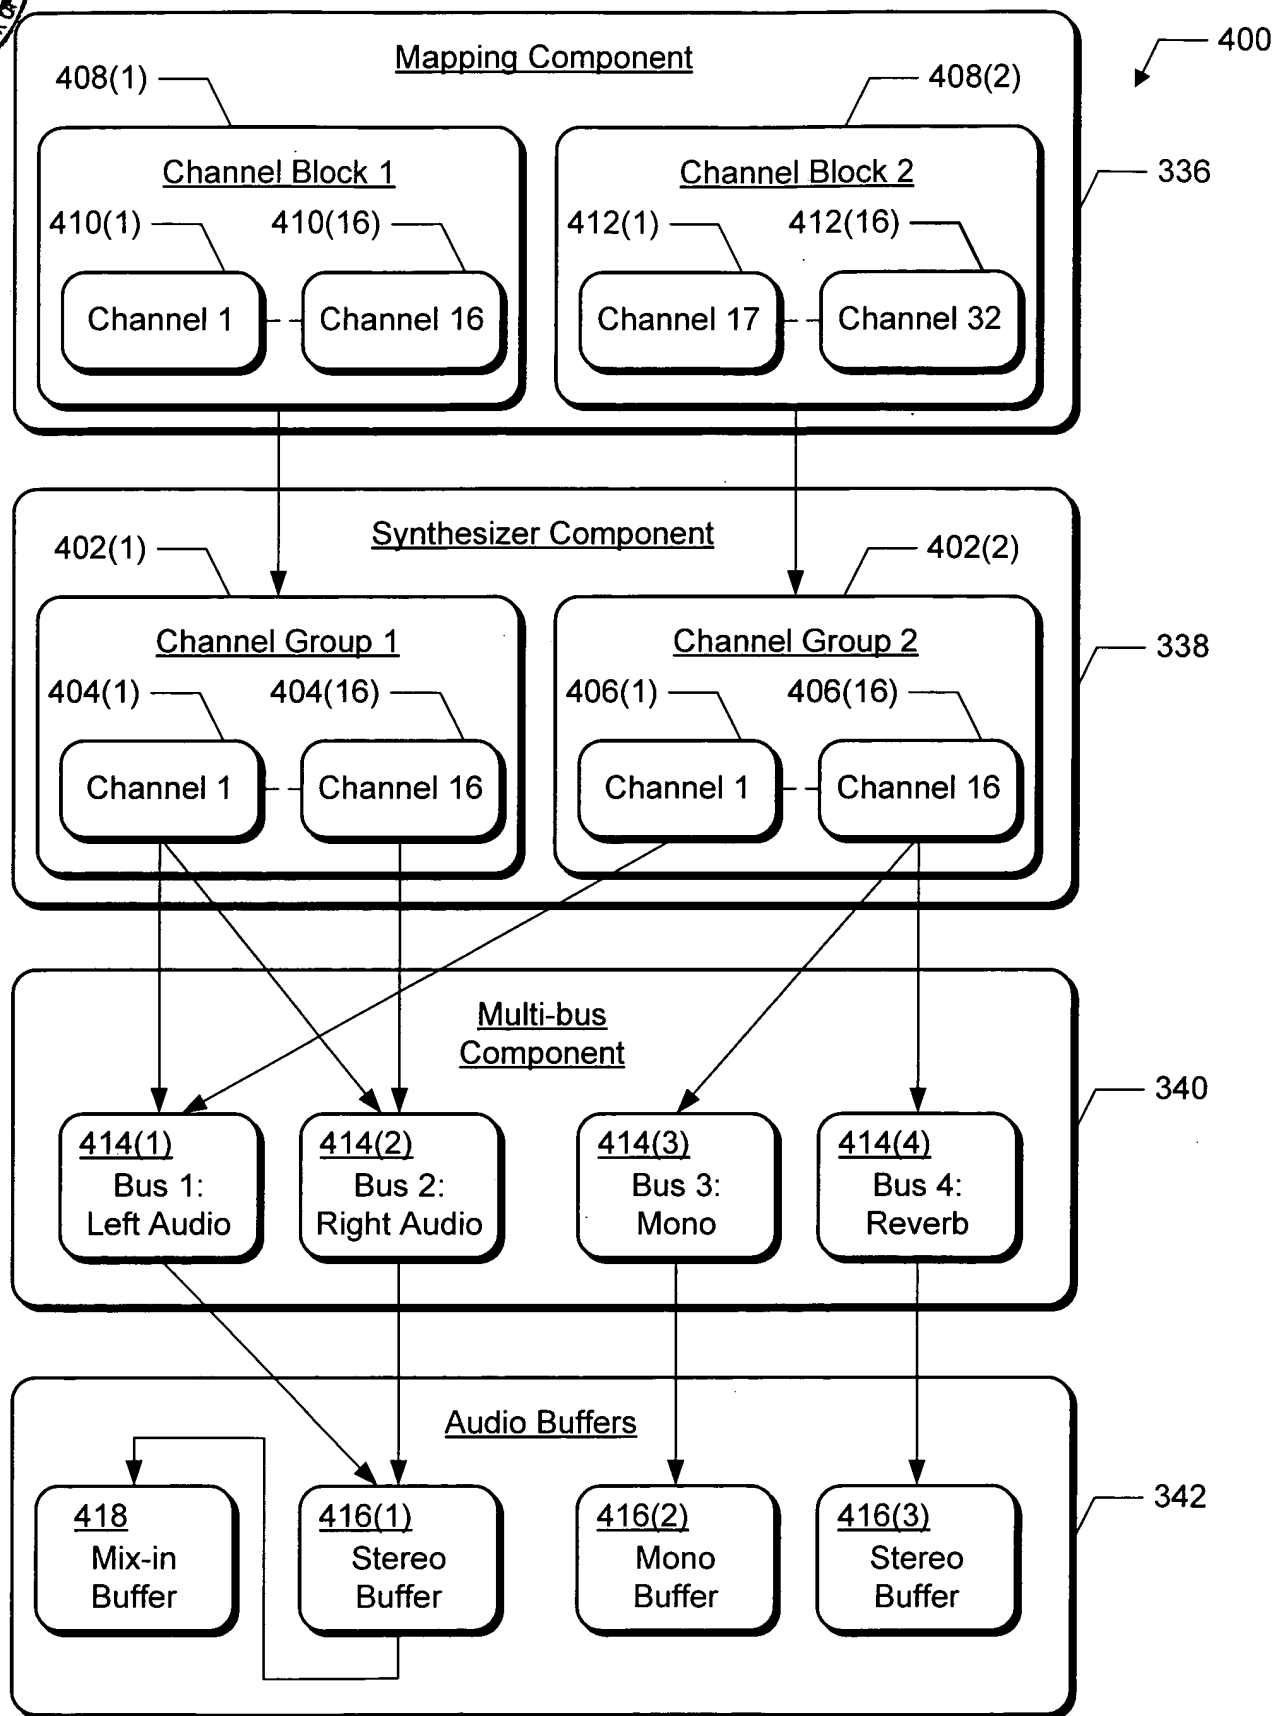 400
Mapping Component
408(1)
408(2)
336
Channel Block 1
Channel Block 2
410(1)
410(16)
412(1)
412(16)
Channel 1
Channel 16
Channel 17
Channel 32
Synthesizer Component
402(1)
402(2)
338
Channel Group 1
Channel Group 2
404(1)
404(16)
406(1)
406(16)
Channel 1
Channel 16
Channel 1
Channel 16
Multi-bus
Component
340
414(1)
Bus 1:
Left Audio
414(2)
Bus 2:
Right Audio
414(3)
Bus 3:
Mono
414(4)
Bus 4:
Reverb
Audio Buffers
342
418
Mix-in
Buffer
416(1)
Stereo
Buffer
416(2)
Mono
Buffer
416(3)
Stereo
Buffer